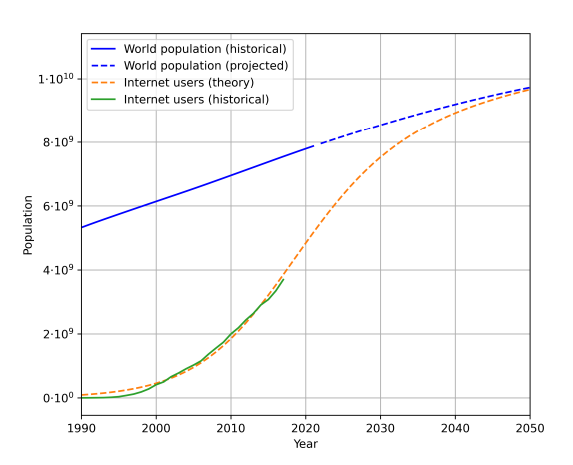 World population (historical)
World population (projected)
Internet users (theory)
Internet users (historical)
1·10¹⁰
8·10⁹
6·10⁹
4·10⁹
2·10⁹
0·10⁰
Population
1990 2000 2010 2020 2030 2040 2050
Year